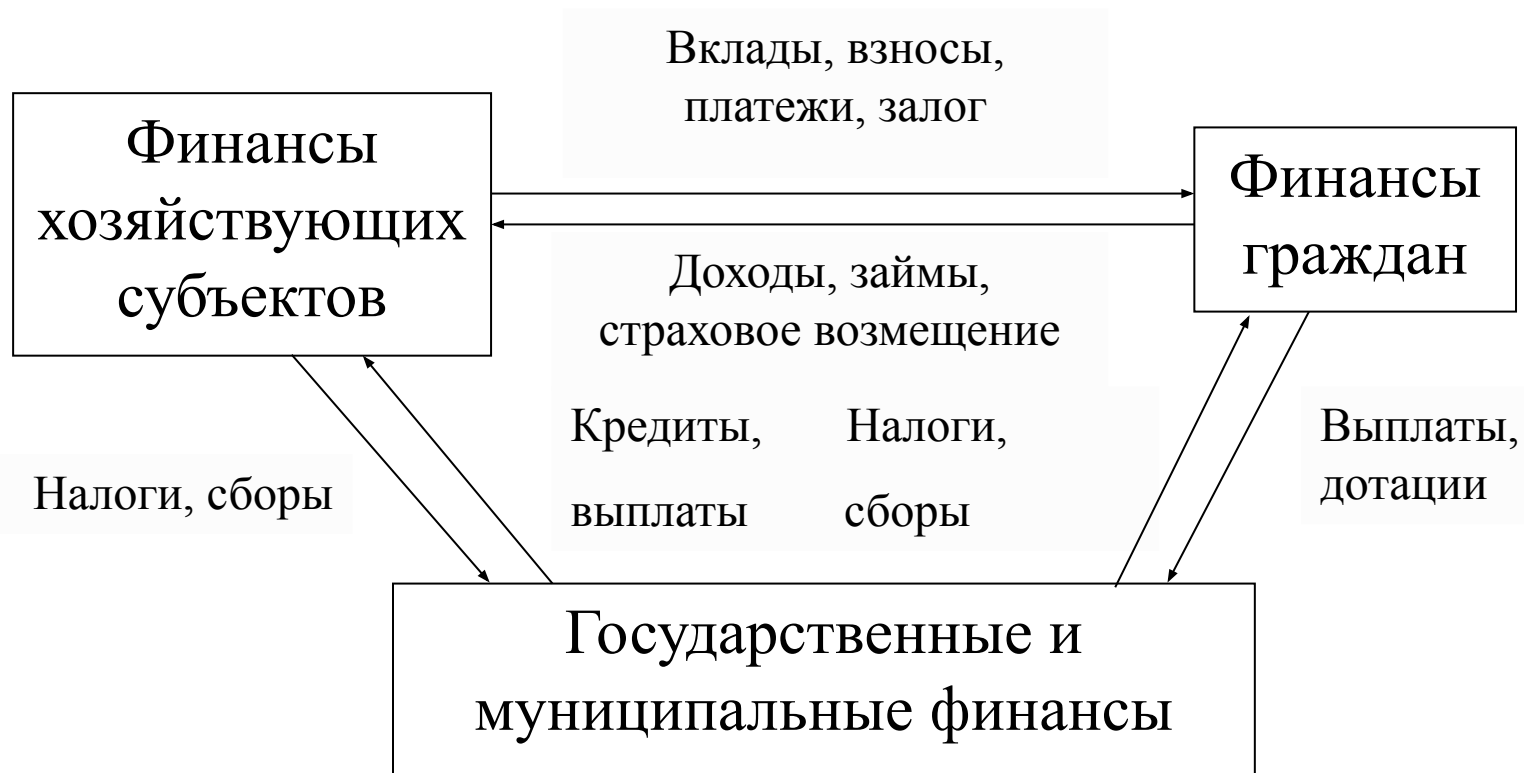 Вклады, взносы,
платежи, залог
Финансы
хозяйствующих
субъектов
Финансы
граждан
Доходы, займы,
страховое возмещение
Кредиты,
выплаты
Налоги,
сборы
Выплаты,
дотации
Налоги, сборы
Государственные и
муниципальные финансы